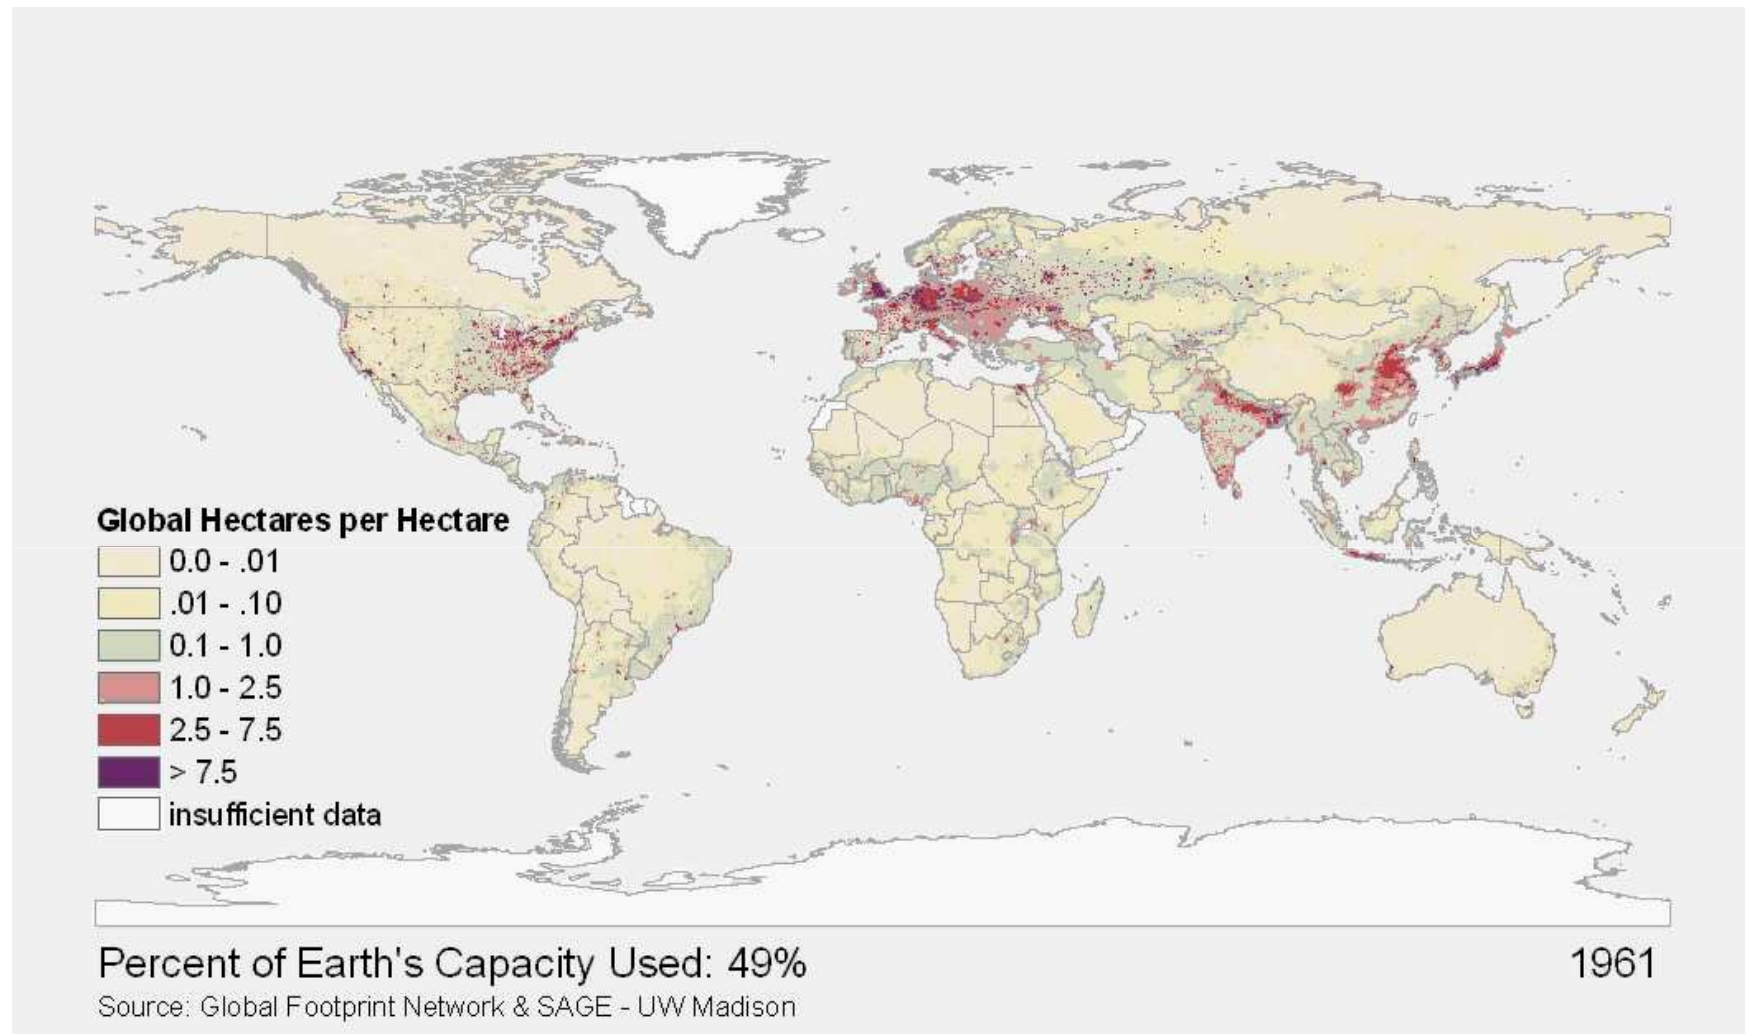 Global Hectares per Hectare
0.0 - .01
.01 - .10
0.1 - 1.0
1.0 - 2.5
2.5 - 7.5
> 7.5
insufficient data
Percent of Earth's Capacity Used: 49%
1961
Source: Global Footprint Network & SAGE - UW Madison